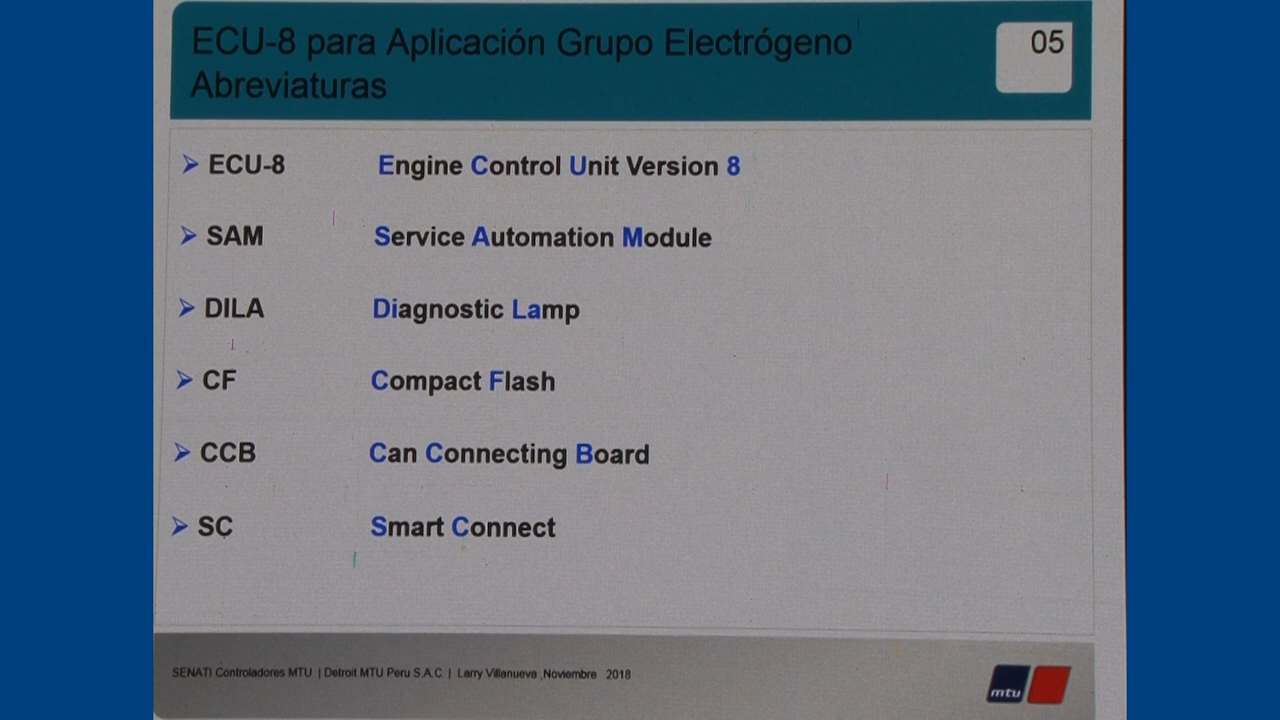 ECU-8 para Aplicación Grupo Electrógeno
Abreviaturas
05
➢ ECU-8 Engine Control Unit Version 8
➢ SAM Service Automation Module
➢ DILA Diagnostic Lamp
➢ CF Compact Flash
➢ CCB Can Connecting Board
➢ SC Smart Connect
SENATI Controladores MTU | Detroit MTU Peru S.A.C. | Larry Villanueva ,Noviembre 2018
mtu